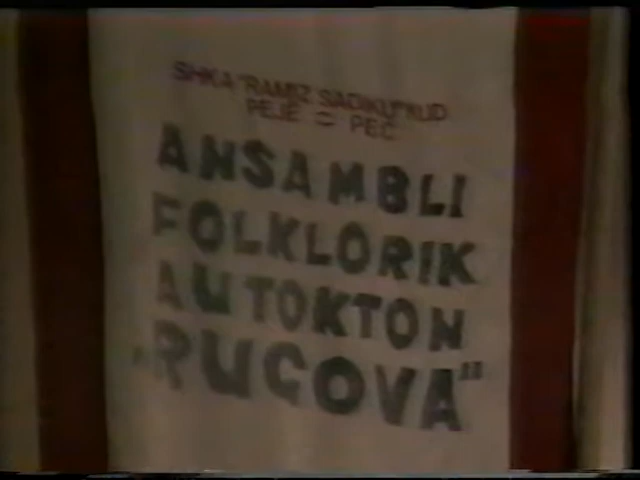 SHKA "RAMIZ SADIKU" KUD
PEJË = PEĆ
ANSAMBLI
FOLKLORIK
AUTOKTON
„RUGOVA"